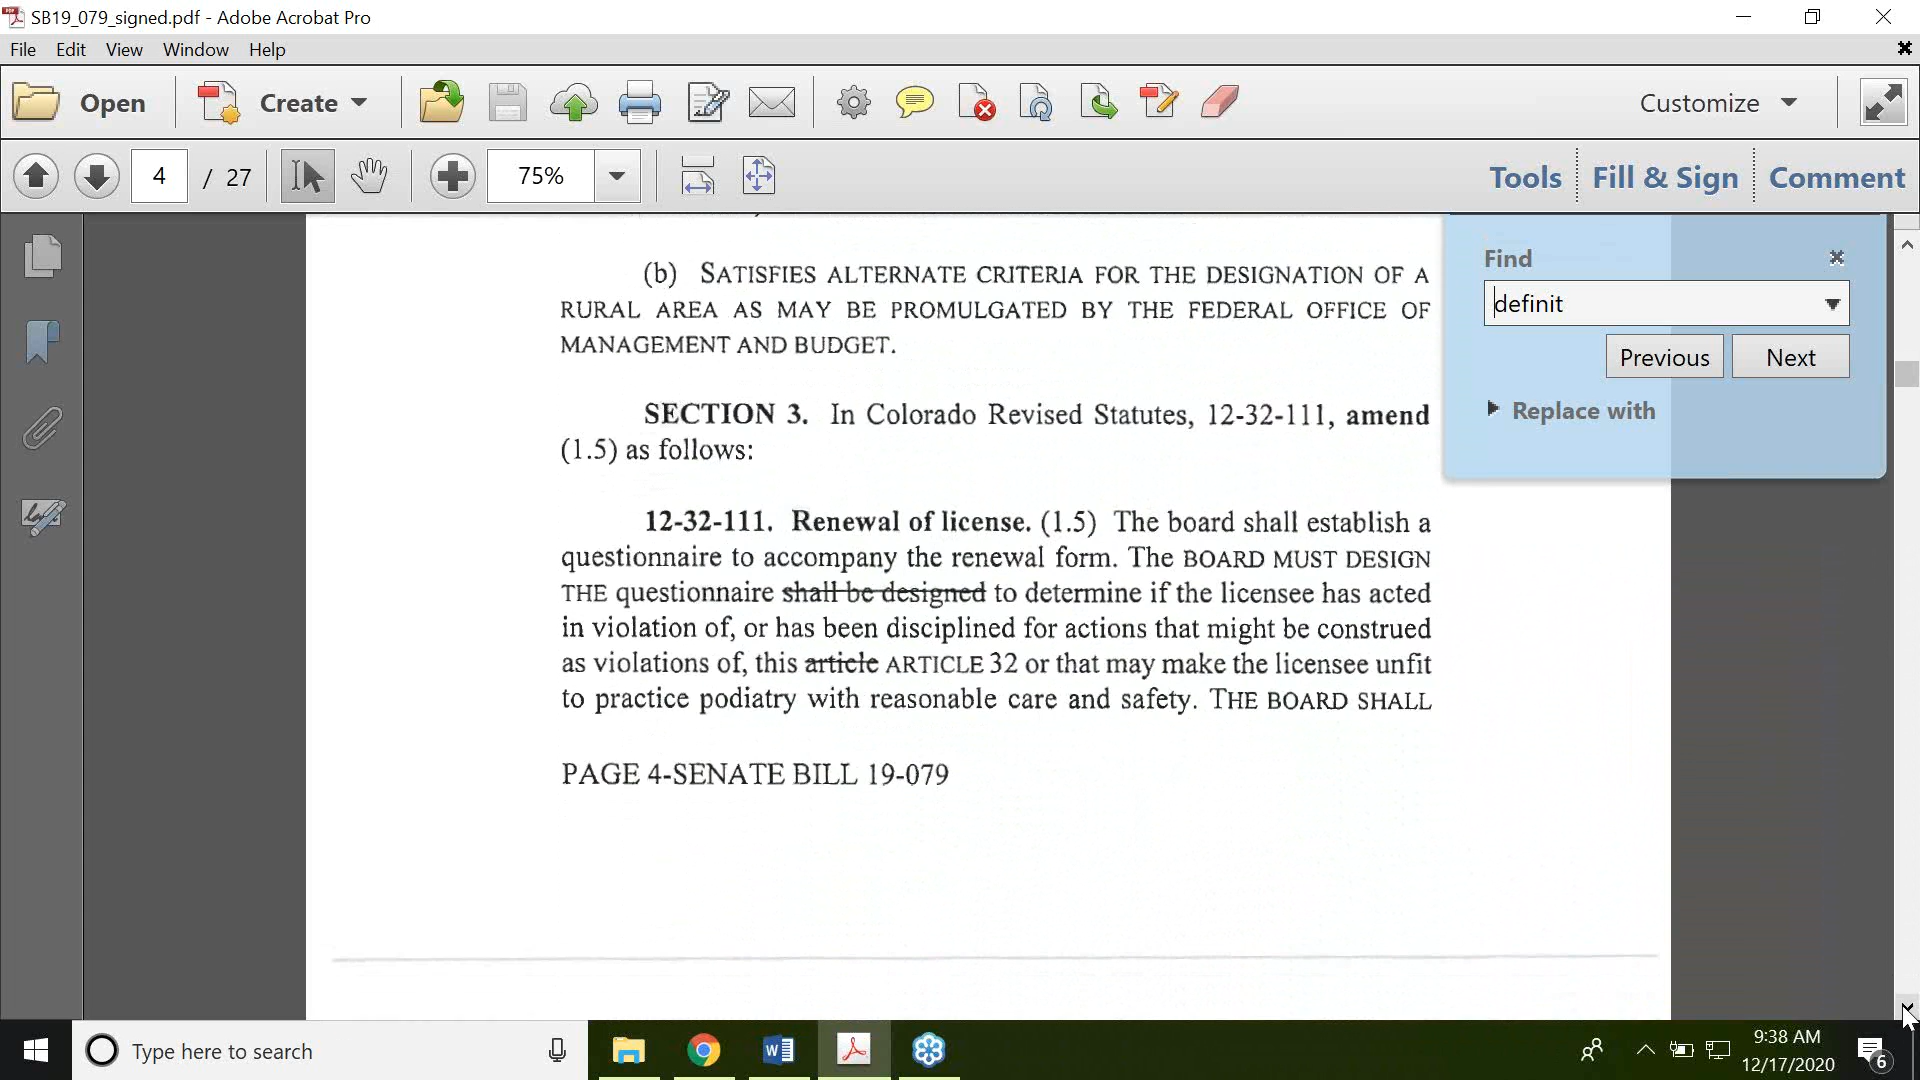 SB19_079_signed.pdf - Adobe Acrobat Pro
File Edit View Window Help
Open Create Customize
4 / 27 75% Tools Fill & Sign Comment
Find
definit
Previous Next
Replace with
(b) SATISFIES ALTERNATE CRITERIA FOR THE DESIGNATION OF A
RURAL AREA AS MAY BE PROMULGATED BY THE FEDERAL OFFICE OF
MANAGEMENT AND BUDGET.
SECTION 3. In Colorado Revised Statutes, 12-32-111, amend
(1.5) as follows:
12-32-111. Renewal of license. (1.5) The board shall establish a
questionnaire to accompany the renewal form. The BOARD MUST DESIGN
THE questionnaire shall be designed to determine if the licensee has acted
in violation of, or has been disciplined for actions that might be construed
as violations of, this article ARTICLE 32 or that may make the licensee unfit
to practice podiatry with reasonable care and safety. THE BOARD SHALL
PAGE 4-SENATE BILL 19-079
Type here to search
9:38 AM
12/17/2020
6